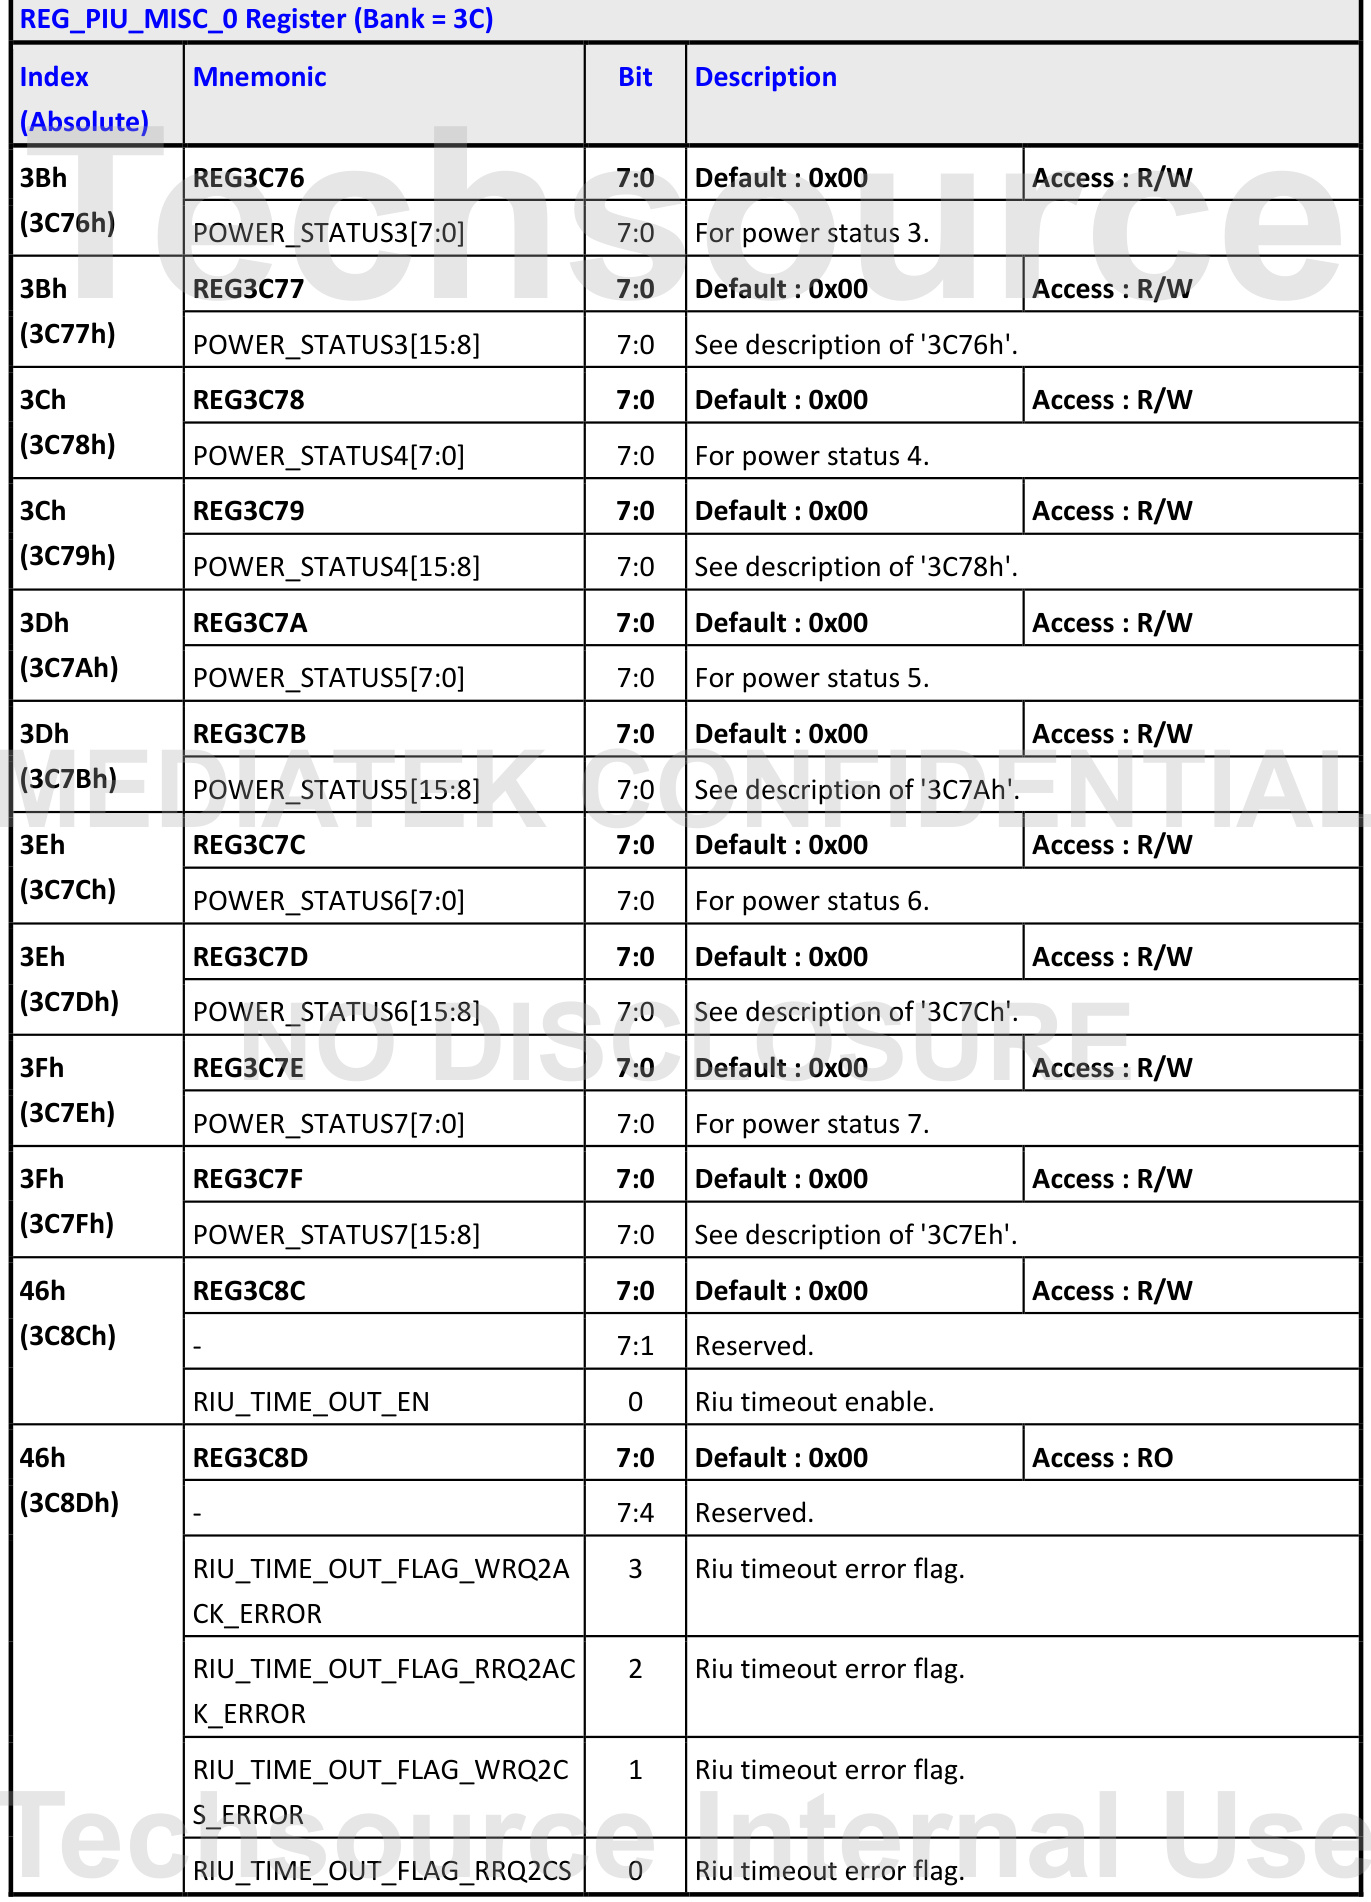 REG_PIU_MISC_0 Register (Bank = 3C)
Index (Absolute) Mnemonic Bit Description
3Bh (3C76h) REG3C76 7:0 Default : 0x00 Access : R/W
POWER_STATUS3[7:0] 7:0 For power status 3.
3Bh (3C77h) REG3C77 7:0 Default : 0x00 Access : R/W
POWER_STATUS3[15:8] 7:0 See description of '3C76h'.
3Ch (3C78h) REG3C78 7:0 Default : 0x00 Access : R/W
POWER_STATUS4[7:0] 7:0 For power status 4.
3Ch (3C79h) REG3C79 7:0 Default : 0x00 Access : R/W
POWER_STATUS4[15:8] 7:0 See description of '3C78h'.
3Dh (3C7Ah) REG3C7A 7:0 Default : 0x00 Access : R/W
POWER_STATUS5[7:0] 7:0 For power status 5.
3Dh (3C7Bh) REG3C7B 7:0 Default : 0x00 Access : R/W
POWER_STATUS5[15:8] 7:0 See description of '3C7Ah'.
3Eh (3C7Ch) REG3C7C 7:0 Default : 0x00 Access : R/W
POWER_STATUS6[7:0] 7:0 For power status 6.
3Eh (3C7Dh) REG3C7D 7:0 Default : 0x00 Access : R/W
POWER_STATUS6[15:8] 7:0 See description of '3C7Ch'.
3Fh (3C7Eh) REG3C7E 7:0 Default : 0x00 Access : R/W
POWER_STATUS7[7:0] 7:0 For power status 7.
3Fh (3C7Fh) REG3C7F 7:0 Default : 0x00 Access : R/W
POWER_STATUS7[15:8] 7:0 See description of '3C7Eh'.
46h (3C8Ch) REG3C8C 7:0 Default : 0x00 Access : R/W
- 7:1 Reserved.
RIU_TIME_OUT_EN 0 Riu timeout enable.
46h (3C8Dh) REG3C8D 7:0 Default : 0x00 Access : RO
- 7:4 Reserved.
RIU_TIME_OUT_FLAG_WRQ2A 3 Riu timeout error flag.
CK_ERROR
RIU_TIME_OUT_FLAG_RRQ2AC 2 Riu timeout error flag.
K_ERROR
RIU_TIME_OUT_FLAG_WRQ2C 1 Riu timeout error flag.
S_ERROR
RIU_TIME_OUT_FLAG_RRQ2CS 0 Riu timeout error flag.
Techsource
MEDIATEK CONFIDENTIAL
NO DISCLOSURE
Techsource Internal Use